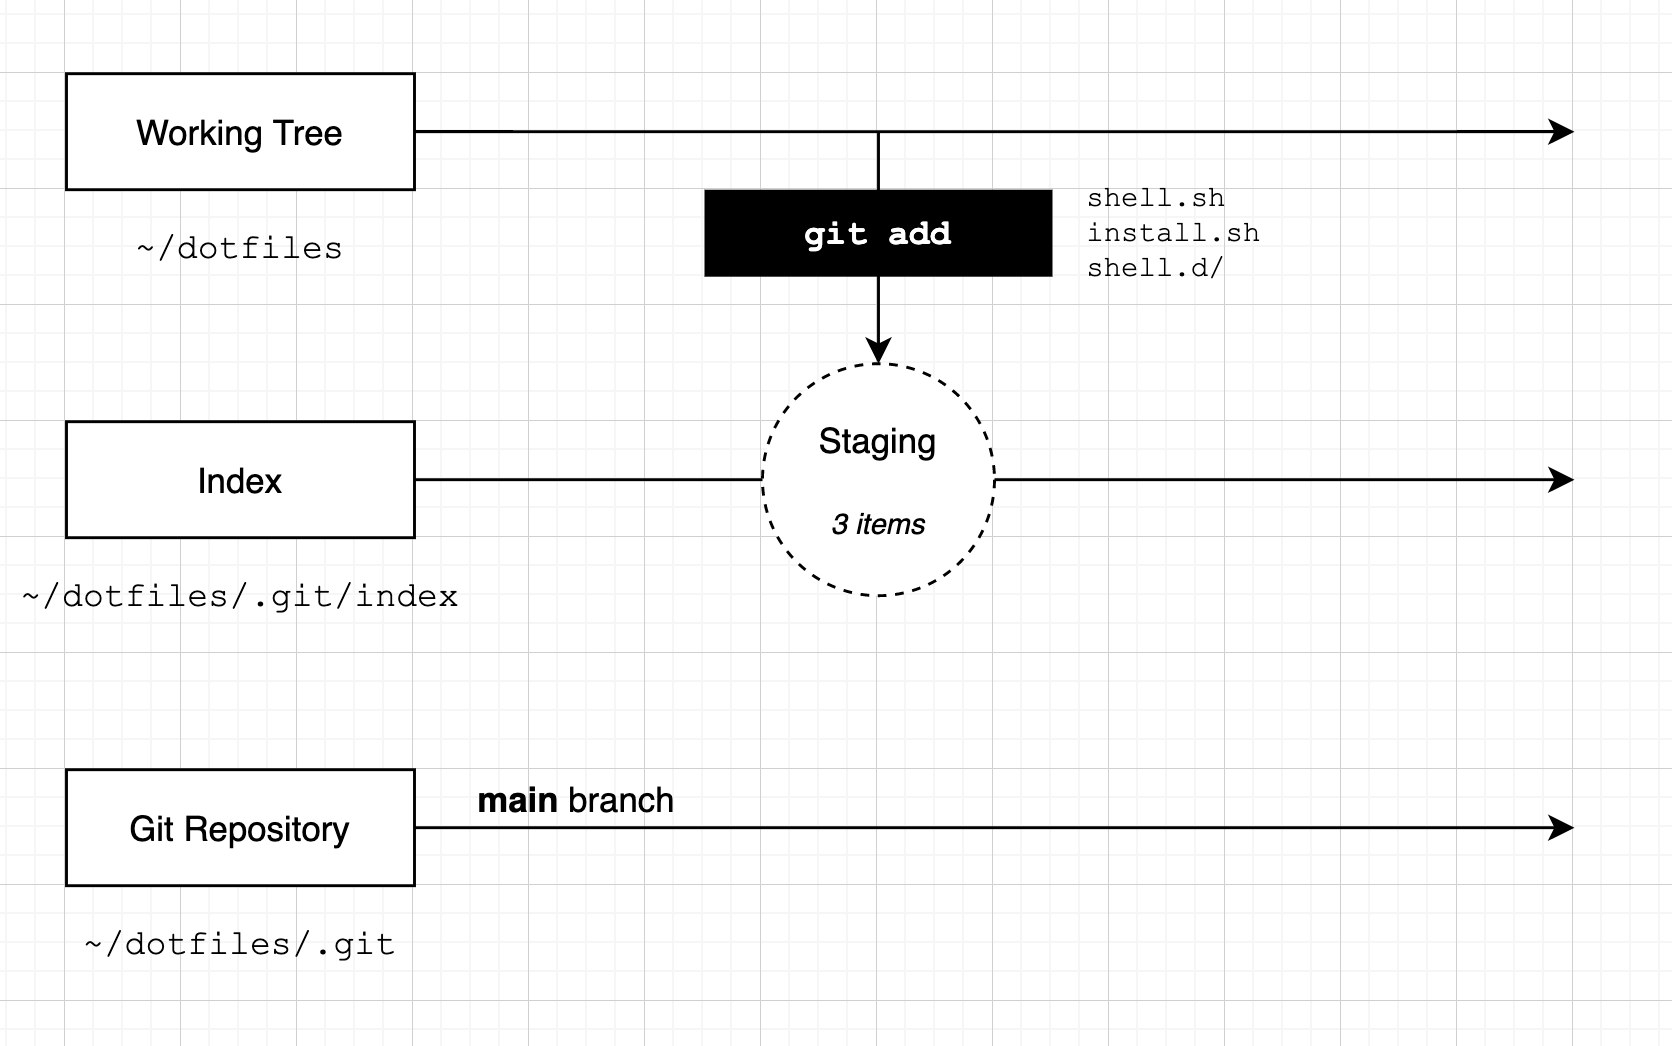 Working Tree
~/dotfiles
git add
shell.sh
install.sh
shell.d/
Index
~/dotfiles/.git/index
Staging
3 items
Git Repository
~/dotfiles/.git
main branch